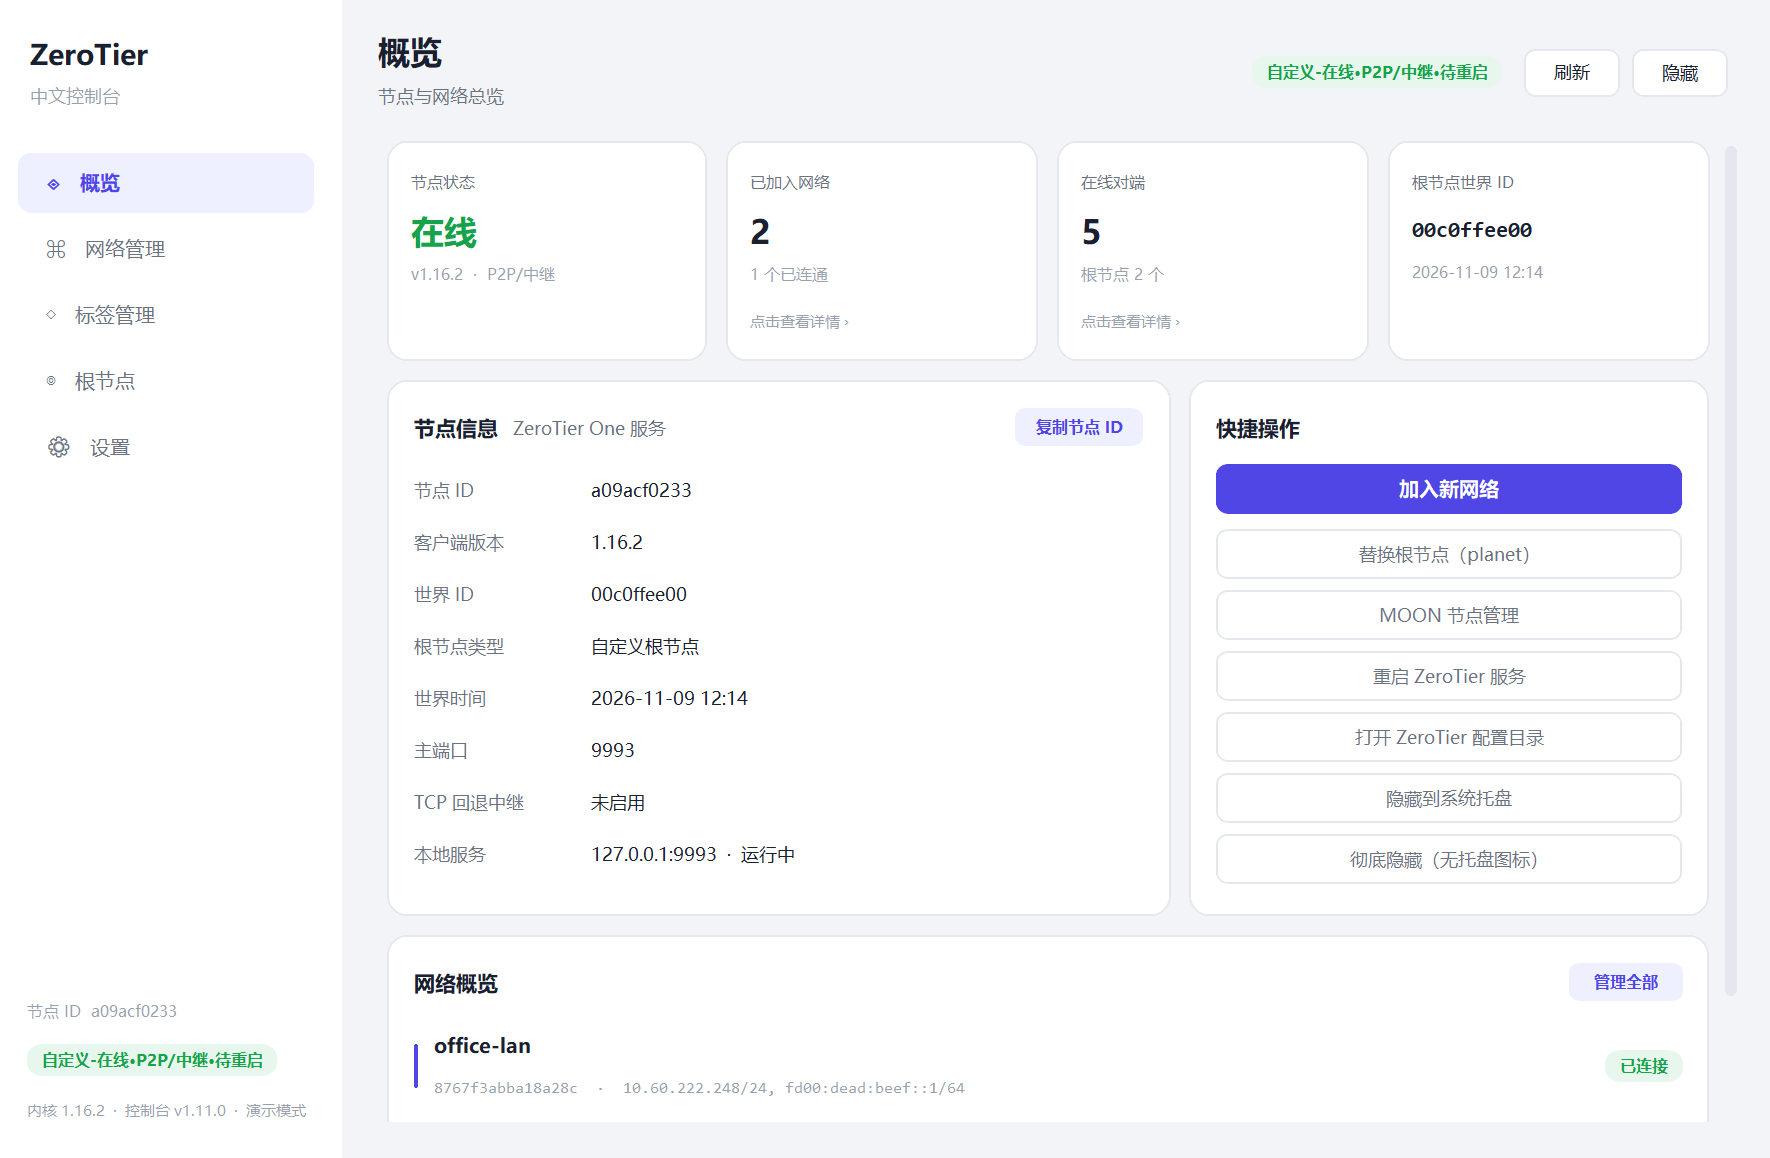 ZeroTier
中文控制台
概览
网络管理
标签管理
根节点
设置
节点 ID a09acf0233
自定义-在线•P2P/中继•待重启
内核 1.16.2 · 控制台 v1.11.0 · 演示模式
概览
节点与网络总览
自定义-在线•P2P/中继•待重启
刷新
隐藏
节点状态
在线
v1.16.2 · P2P/中继
已加入网络
2
1 个已连通
点击查看详情 ›
在线对端
5
根节点 2 个
点击查看详情 ›
根节点世界 ID
00c0ffee00
2026-11-09 12:14
节点信息 ZeroTier One 服务
复制节点 ID
节点 ID a09acf0233
客户端版本 1.16.2
世界 ID 00c0ffee00
根节点类型 自定义根节点
世界时间 2026-11-09 12:14
主端口 9993
TCP 回退中继 未启用
本地服务 127.0.0.1:9993 · 运行中
快捷操作
加入新网络
替换根节点（planet）
MOON 节点管理
重启 ZeroTier 服务
打开 ZeroTier 配置目录
隐藏到系统托盘
彻底隐藏（无托盘图标）
网络概览
管理全部
office-lan
8767f3abba18a28c · 10.60.222.248/24, fd00:dead:beef::1/64
已连接